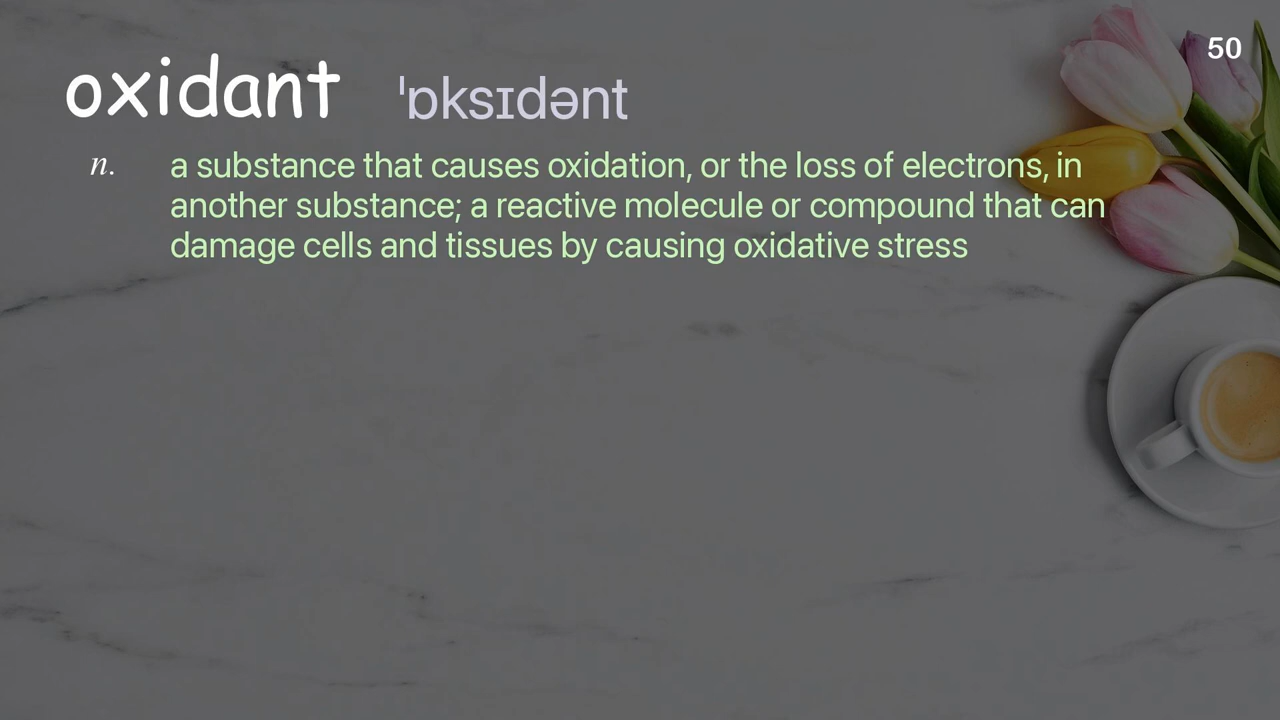 50
oxidant ˈɒksɪdənt
n. a substance that causes oxidation, or the loss of electrons, in
another substance; a reactive molecule or compound that can
damage cells and tissues by causing oxidative stress